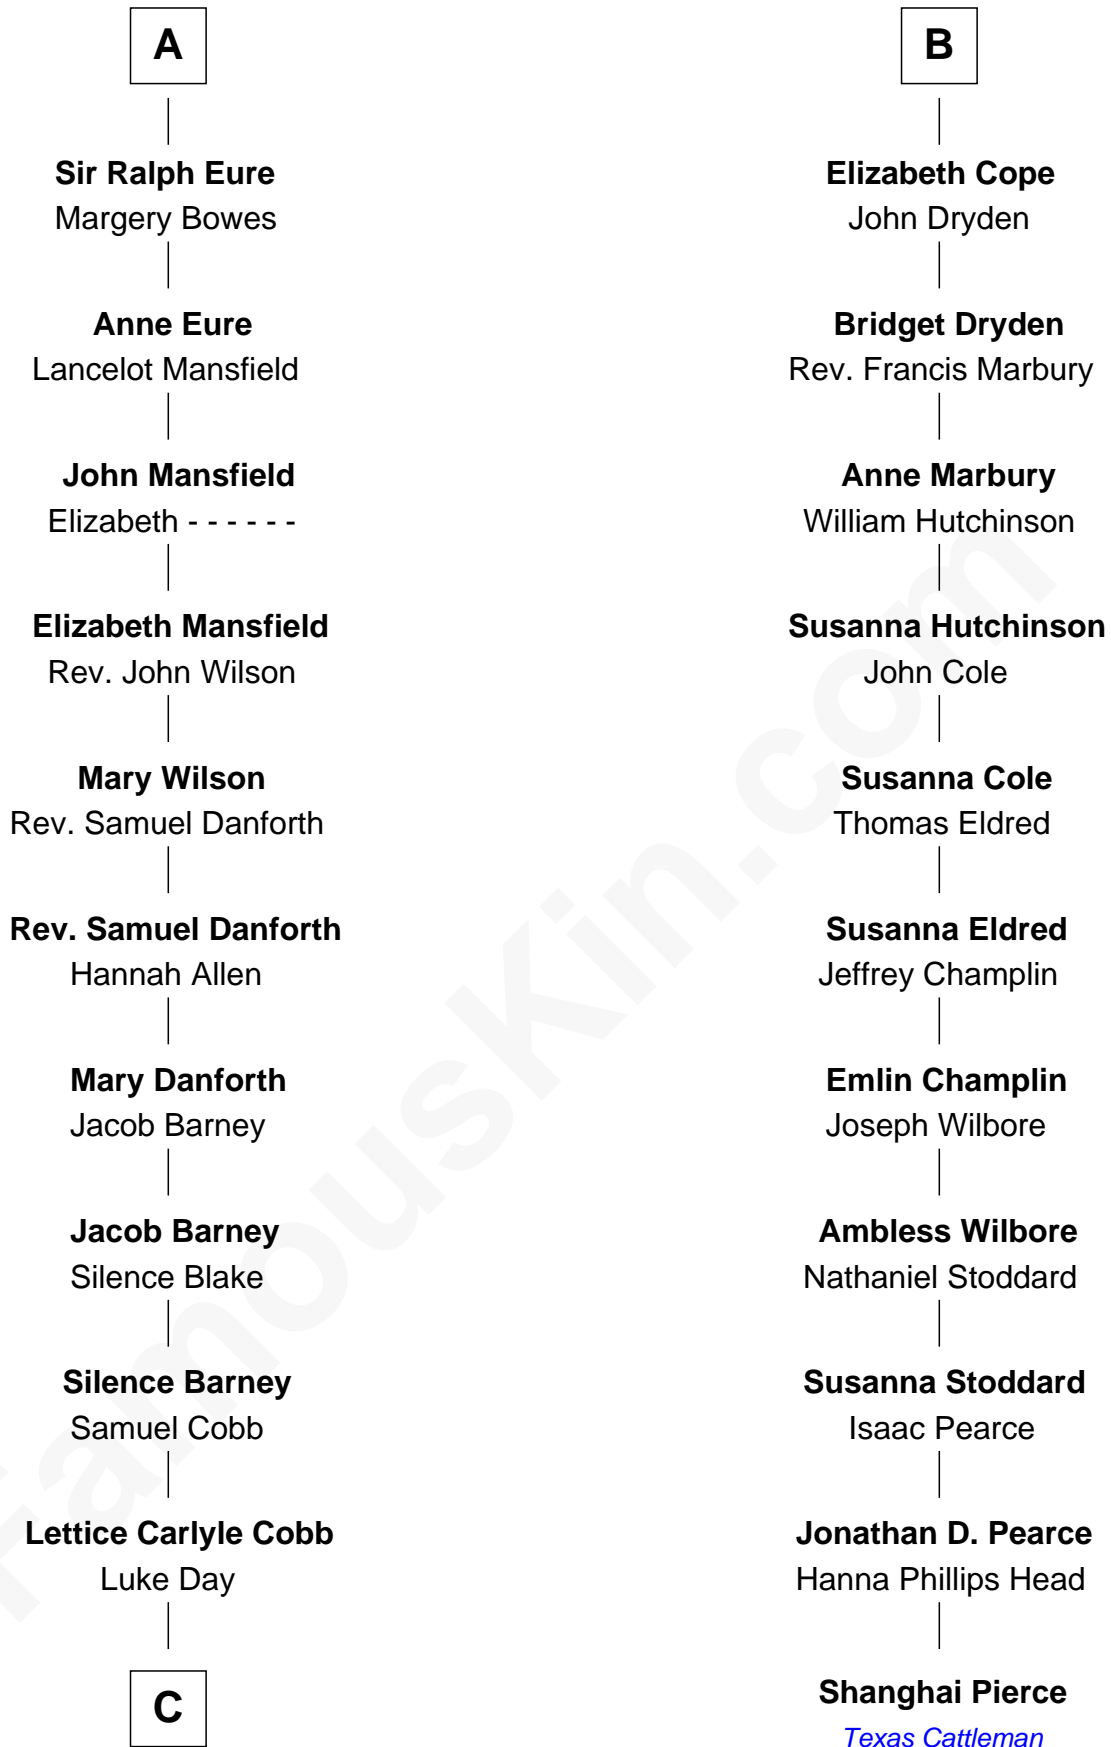 A
Sir Ralph Eure
Margery Bowes
Anne Eure
Lancelot Mansfield
John Mansfield
Elizabeth - - - - - -
Elizabeth Mansfield
Rev. John Wilson
Mary Wilson
Rev. Samuel Danforth
Rev. Samuel Danforth
Hannah Allen
Mary Danforth
Jacob Barney
Jacob Barney
Silence Blake
Silence Barney
Samuel Cobb
Lettice Carlyle Cobb
Luke Day
C
B
Elizabeth Cope
John Dryden
Bridget Dryden
Rev. Francis Marbury
Anne Marbury
William Hutchinson
Susanna Hutchinson
John Cole
Susanna Cole
Thomas Eldred
Susanna Eldred
Jeffrey Champlin
Emlin Champlin
Joseph Wilbore
Ambless Wilbore
Nathaniel Stoddard
Susanna Stoddard
Isaac Pearce
Jonathan D. Pearce
Hanna Phillips Head
Shanghai Pierce
Texas Cattleman
FamousKin.com